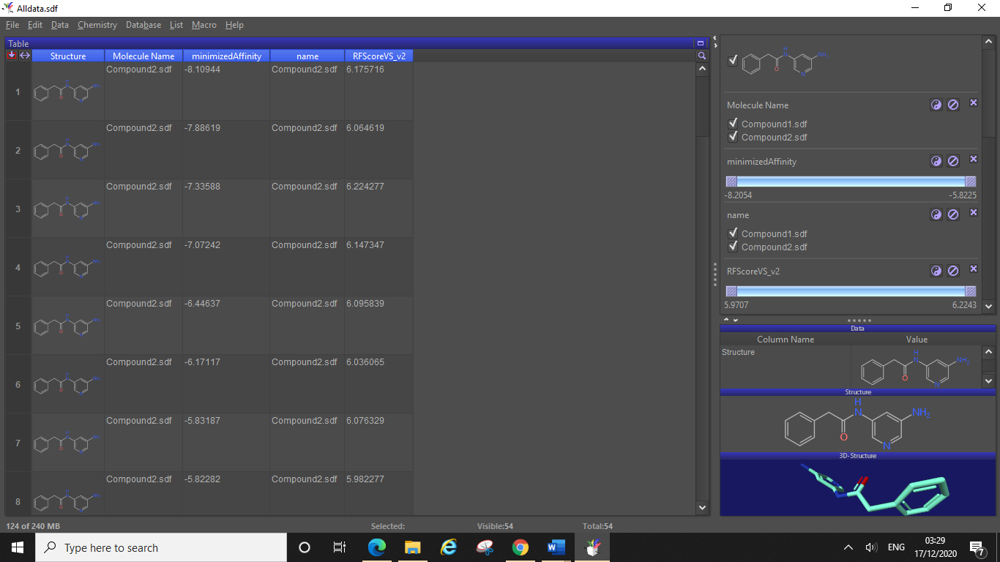 Alldata.sdf
File Edit Data Chemistry Database List Macro Help
Table
Structure Molecule Name minimizedAffinity name RFScoreVS_v2
1 Compound2.sdf -8.10944 Compound2.sdf 6.175716
2 Compound2.sdf -7.88619 Compound2.sdf 6.064619
3 Compound2.sdf -7.33588 Compound2.sdf 6.224277
4 Compound2.sdf -7.07242 Compound2.sdf 6.147347
5 Compound2.sdf -6.44637 Compound2.sdf 6.095839
6 Compound2.sdf -6.17117 Compound2.sdf 6.036065
7 Compound2.sdf -5.83187 Compound2.sdf 6.076329
8 Compound2.sdf -5.82282 Compound2.sdf 5.982277
Molecule Name
Compound1.sdf
Compound2.sdf
minimizedAffinity
-8.2054 -5.8225
name
Compound1.sdf
Compound2.sdf
RFScoreVS_v2
5.9707 6.2243
Data
Column Name Value
Structure
H
N NH2
O N
Structure
H
N NH2
O N
3D-Structure
124 of 240 MB Selected: Visible:54 Total:54
Type here to search
ENG
03:29
17/12/2020
7